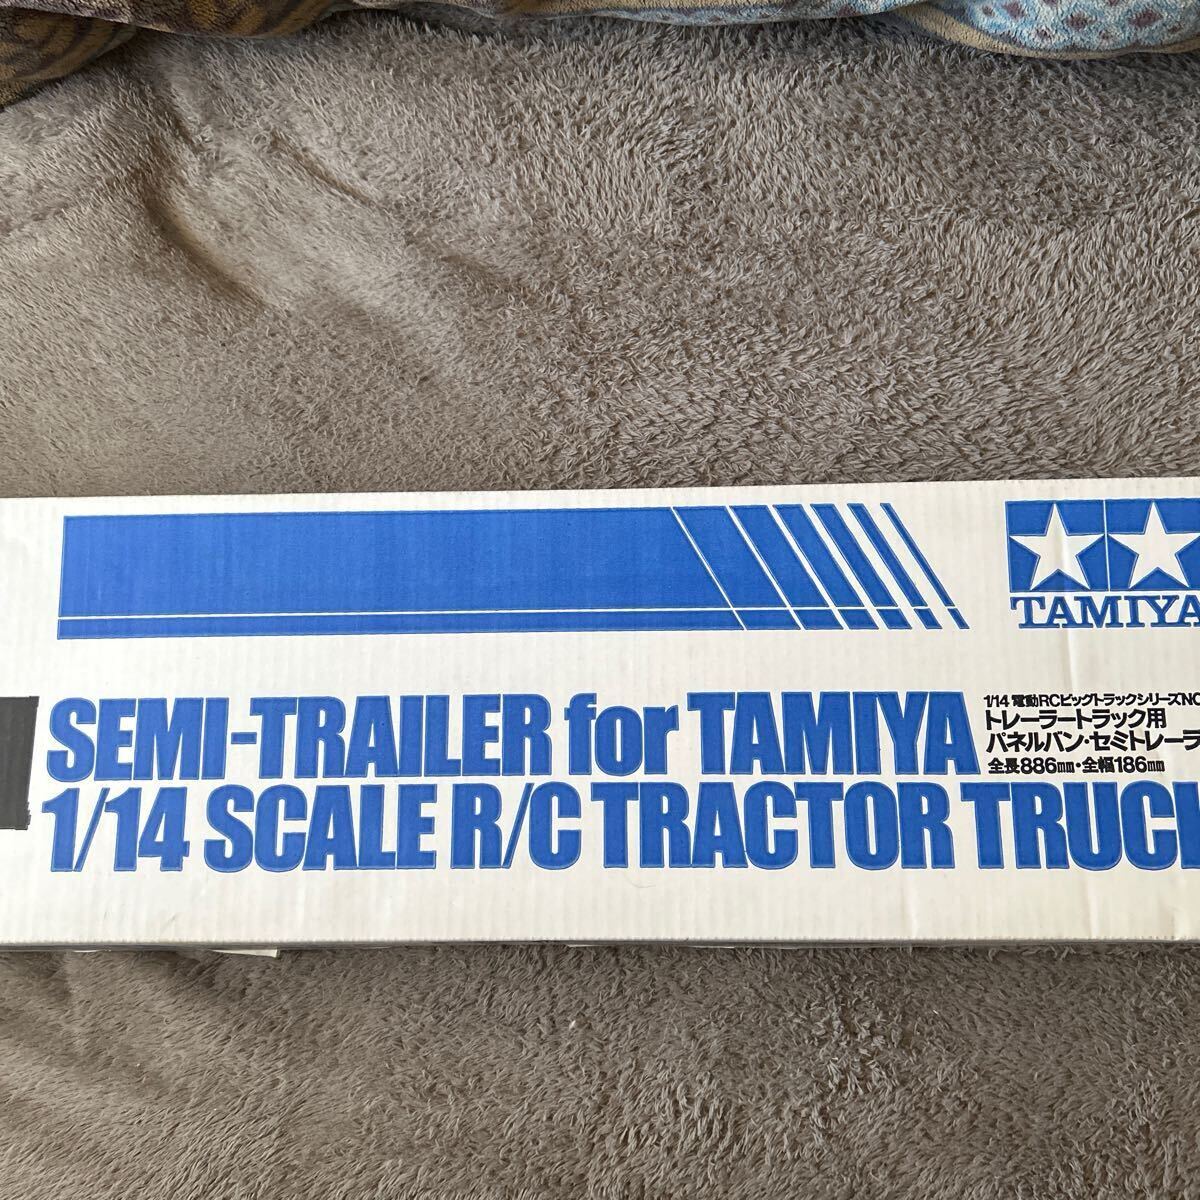 TAMIYA
SEMI-TRAILER for TAMIYA
1/14 SCALE R/C TRACTOR TRUCK
1/14 電動RCビッグトラックシリーズNO
トレーラートラック用
パネルバン・セミトレーラ
全長886mm・全幅186mm